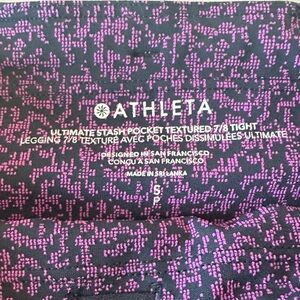 ATHLETA
ULTIMATE STASH POCKET TEXTURED 7/8 TIGHT
LEGGING 7/8 TEXTURÉ AVEC POCHES DISSIMULÉES ULTIMATE
DESIGNED IN SAN FRANCISCO
CONÇU À SAN FRANCISCO
MADE IN SRI LANKA
S
P